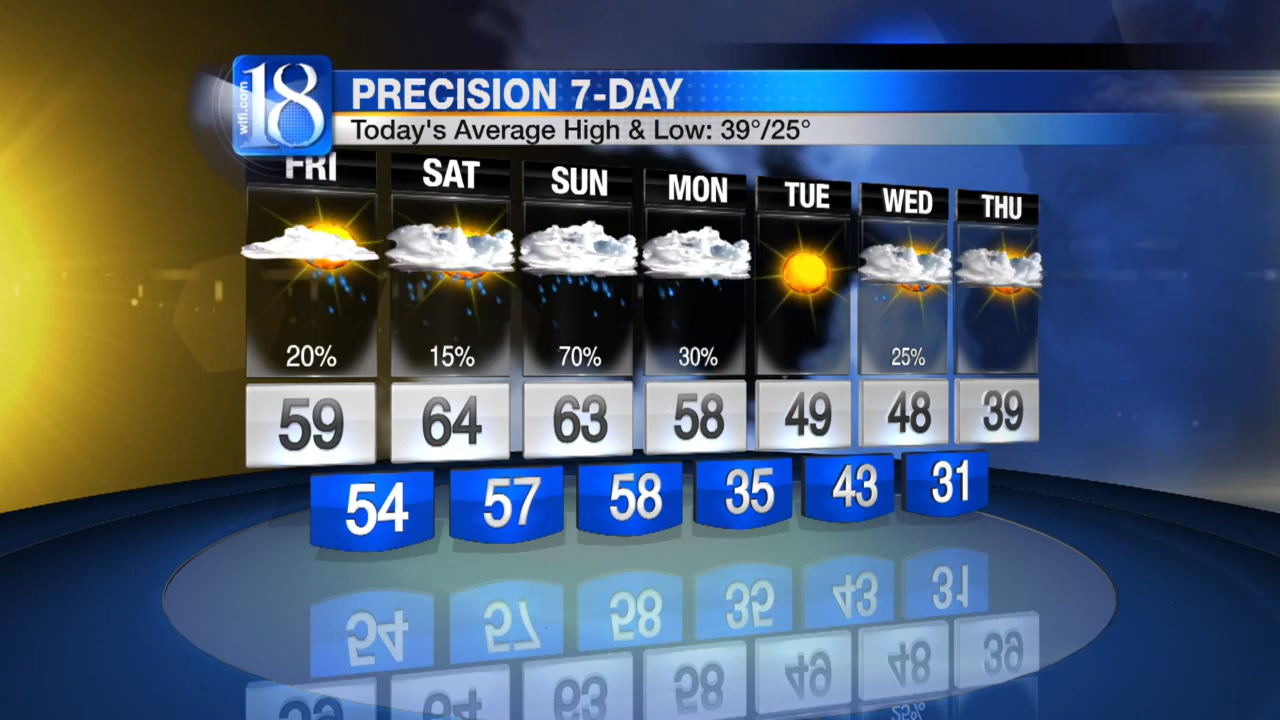 wlfi.com
18
PRECISION 7-DAY
Today's Average High & Low: 39°/25°
FRI SAT SUN MON TUE WED THU
20% 15% 70% 30% 25%
59 64 63 58 49 48 39
54 57 58 35 43 31